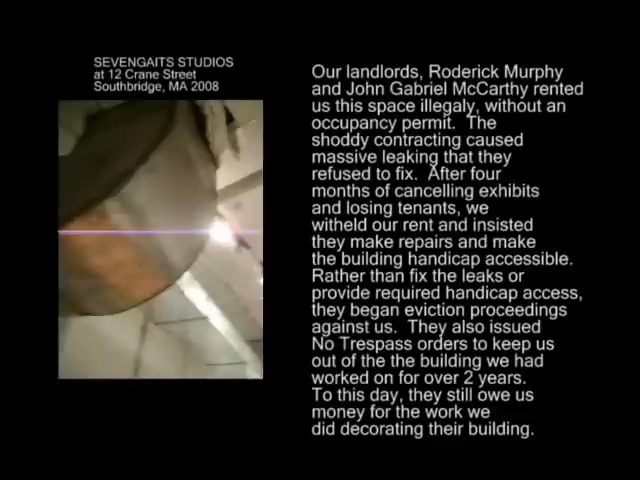 SEVENGAITS STUDIOS
at 12 Crane Street
Southbridge, MA 2008
Our landlords, Roderick Murphy
and John Gabriel McCarthy rented
us this space illegaly, without an
occupancy permit.  The
shoddy contracting caused
massive leaking that they
refused to fix.  After four
months of cancelling exhibits
and losing tenants, we
witheld our rent and insisted
they make repairs and make
the building handicap accessible.
Rather than fix the leaks or
provide required handicap access,
they began eviction proceedings
against us.  They also issued
No Trespass orders to keep us
out of the the building we had
worked on for over 2 years.
To this day, they still owe us
money for the work we
did decorating their building.